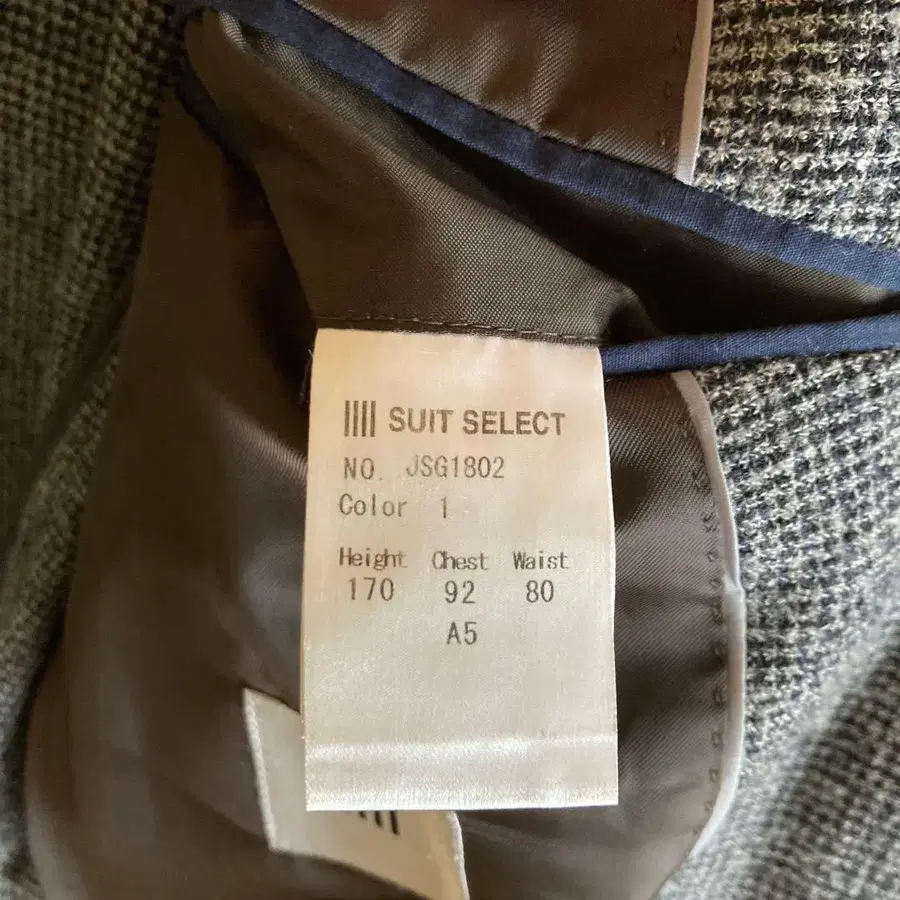 SUIT SELECT
NO. JSG1802
Color 1
Height Chest Waist
170 92 80
A5